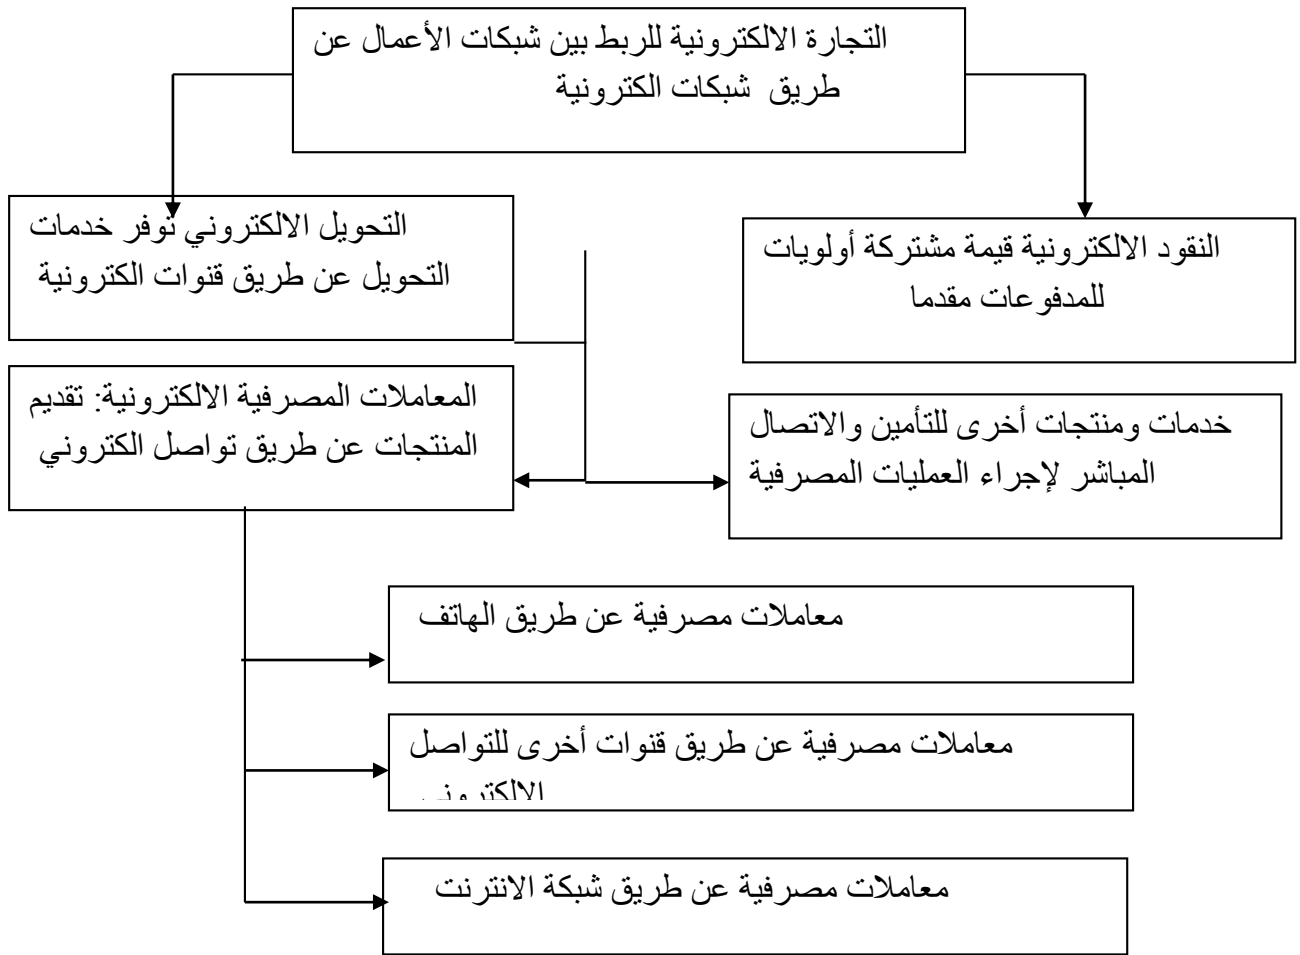 التجارة الالكترونية للربط بين شبكات الأعمال عن
طريق شبكات الكترونية
التحويل الالكتروني توفر خدمات
التحويل عن طريق قنوات الكترونية
النقود الالكترونية قيمة مشتركة أولويات
للمدفوعات مقدما
المعاملات المصرفية الالكترونية: تقديم
المنتجات عن طريق تواصل الكتروني
خدمات ومنتجات أخرى للتأمين والاتصال
المباشر لإجراء العمليات المصرفية
معاملات مصرفية عن طريق الهاتف
معاملات مصرفية عن طريق قنوات أخرى للتواصل
الالكتروني
معاملات مصرفية عن طريق شبكة الانترنت